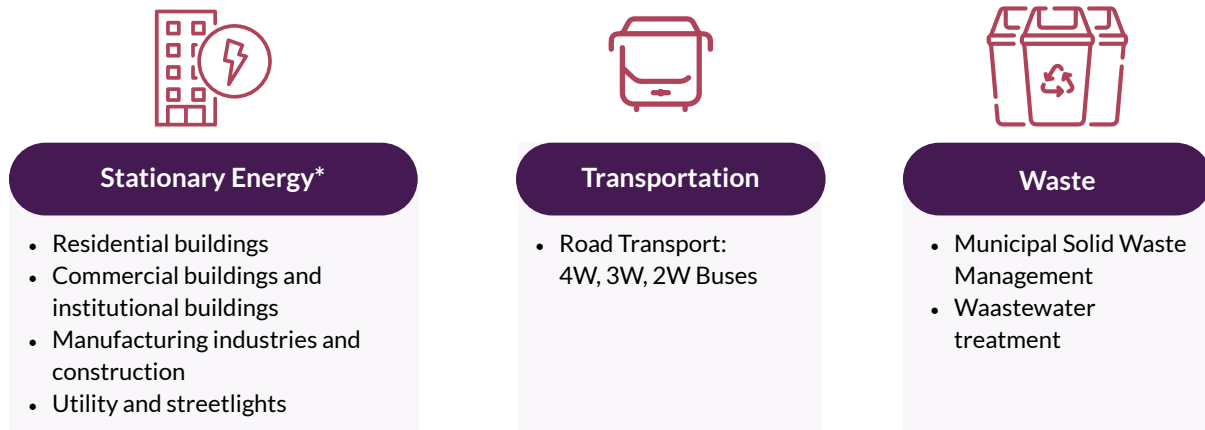 Stationary Energy*
• Residential buildings
• Commercial buildings and
institutional buildings
• Manufacturing industries and
construction
• Utility and streetlights
Transportation
• Road Transport:
4W, 3W, 2W Buses
Waste
• Municipal Solid Waste
Management
• Waastewater
treatment